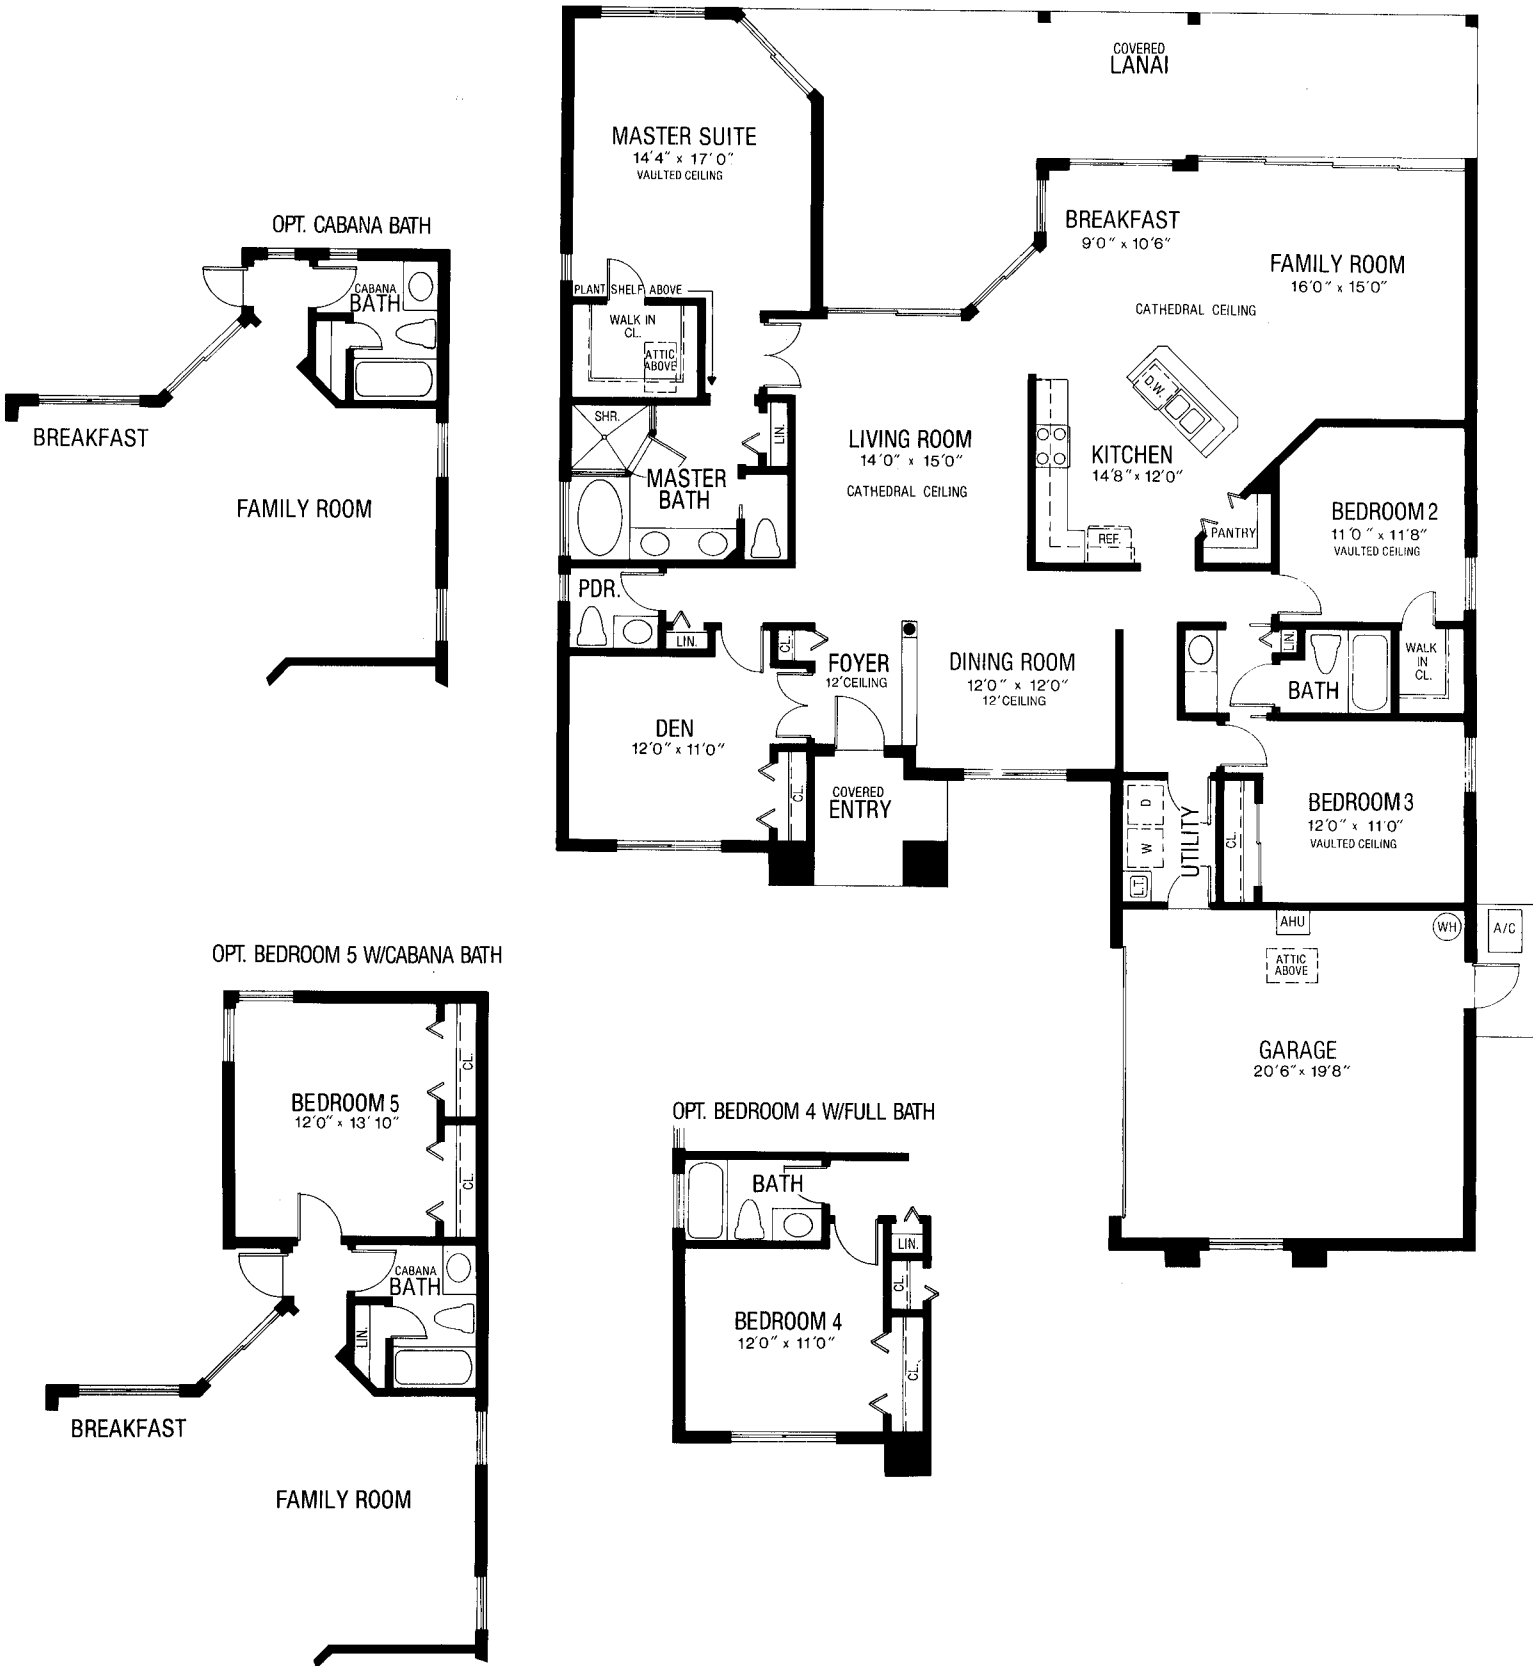 COVERED
LANAI
MASTER SUITE
14'4" x 17'0"
VAULTED CEILING
PLANT SHELF ABOVE
WALK IN
CL.
ATTIC
ABOVE
BREAKFAST
9'0" x 10'6"
FAMILY ROOM
16'0" x 15'0"
CATHEDRAL CEILING
OPT. CABANA BATH
CABANA
BATH
BREAKFAST
FAMILY ROOM
SHR.
LIN.
MASTER
BATH
LIVING ROOM
14'0" x 15'0"
CATHEDRAL CEILING
D.W.
KITCHEN
14'8" x 12'0"
REF.
PANTRY
BEDROOM 2
11'0" x 11'8"
VAULTED CEILING
PDR.
LIN.
CL.
FOYER
12' CEILING
DINING ROOM
12'0" x 12'0"
12' CEILING
LIN.
BATH
WALK
IN
CL.
DEN
12'0" x 11'0"
CL.
COVERED
ENTRY
D
W
L.T.
UTILITY
CL.
BEDROOM 3
12'0" x 11'0"
VAULTED CEILING
AHU
WH
A/C
ATTIC
ABOVE
GARAGE
20'6" x 19'8"
OPT. BEDROOM 5 W/CABANA BATH
BEDROOM 5
12'0" x 13'10"
CL.
CL.
CABANA
BATH
LIN.
BREAKFAST
FAMILY ROOM
OPT. BEDROOM 4 W/FULL BATH
BATH
LIN.
CL.
BEDROOM 4
12'0" x 11'0"
CL.